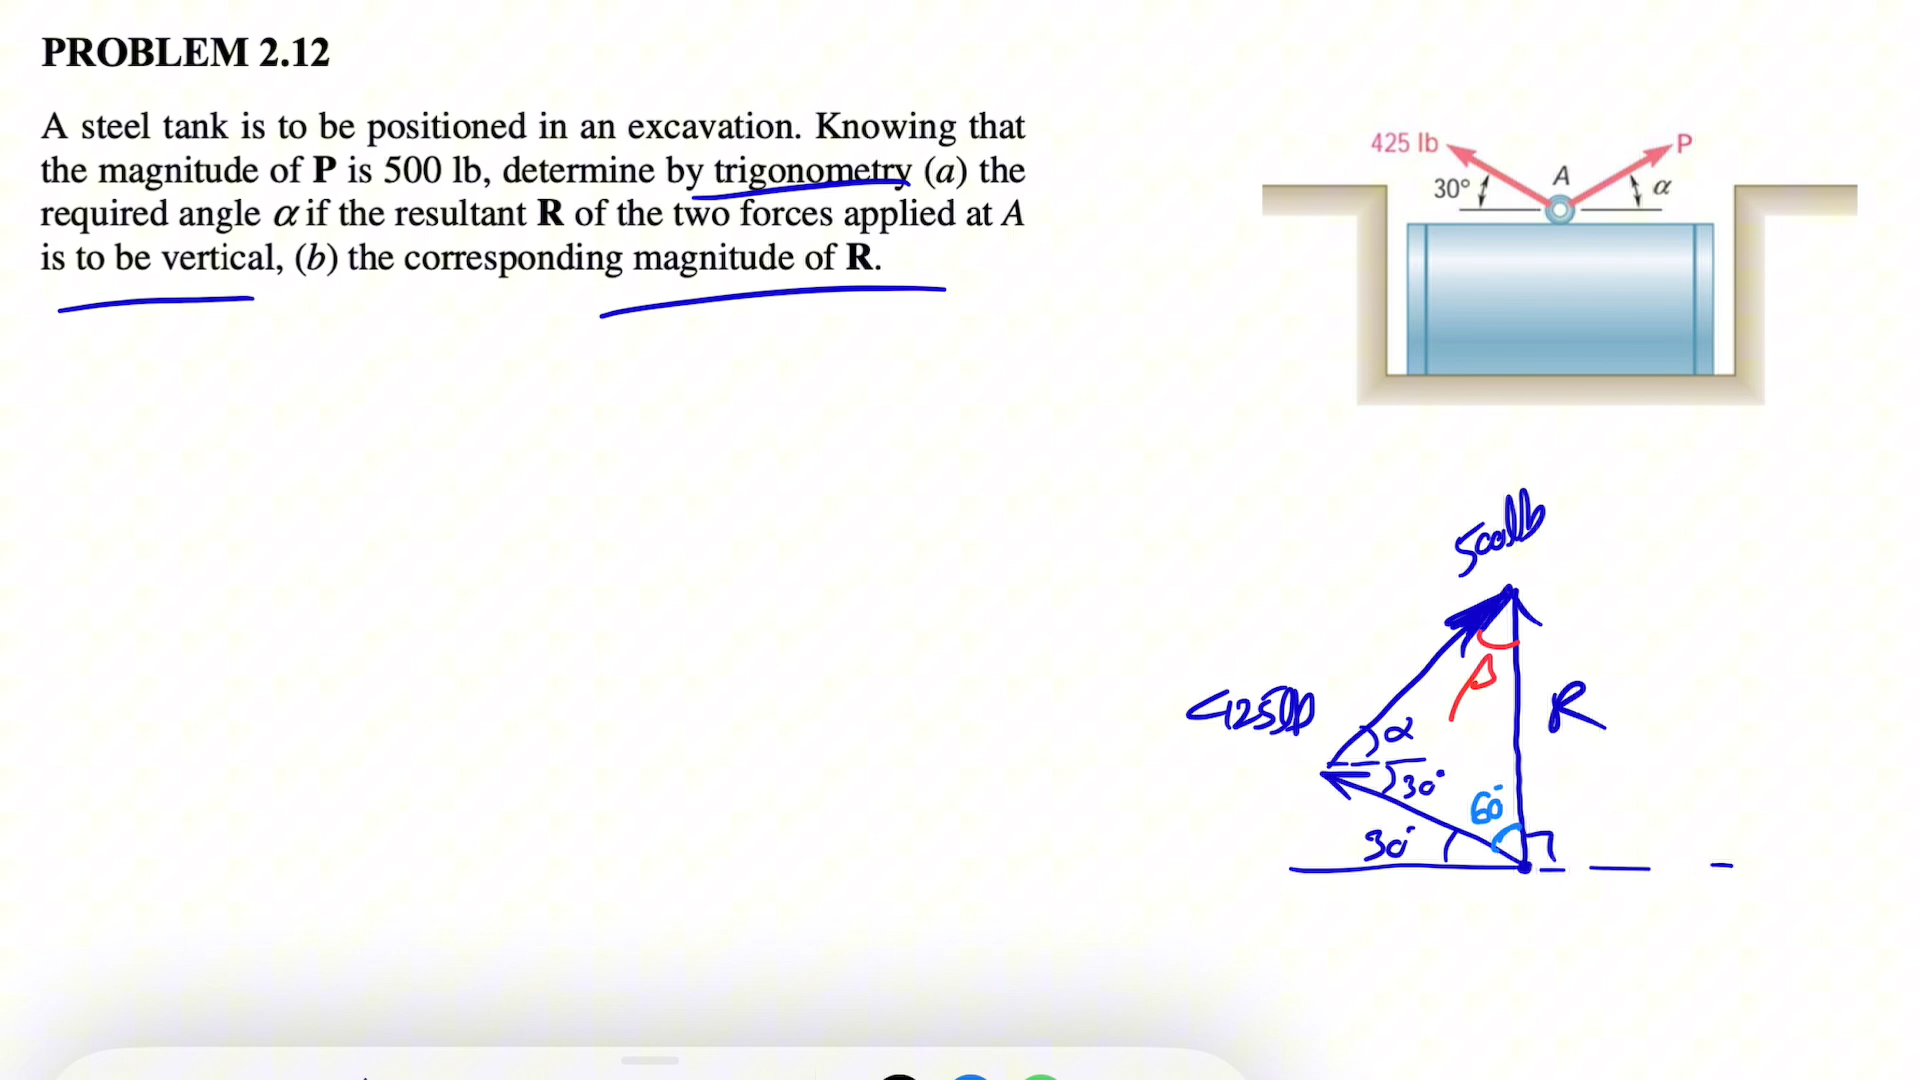 PROBLEM 2.12
A steel tank is to be positioned in an excavation. Knowing that
the magnitude of P is 500 lb, determine by trigonometry (a) the
required angle α if the resultant R of the two forces applied at A
is to be vertical, (b) the corresponding magnitude of R.
425 lb
P
A
30°
α
500lb
β
425lb
R
α
30°
60°
30°